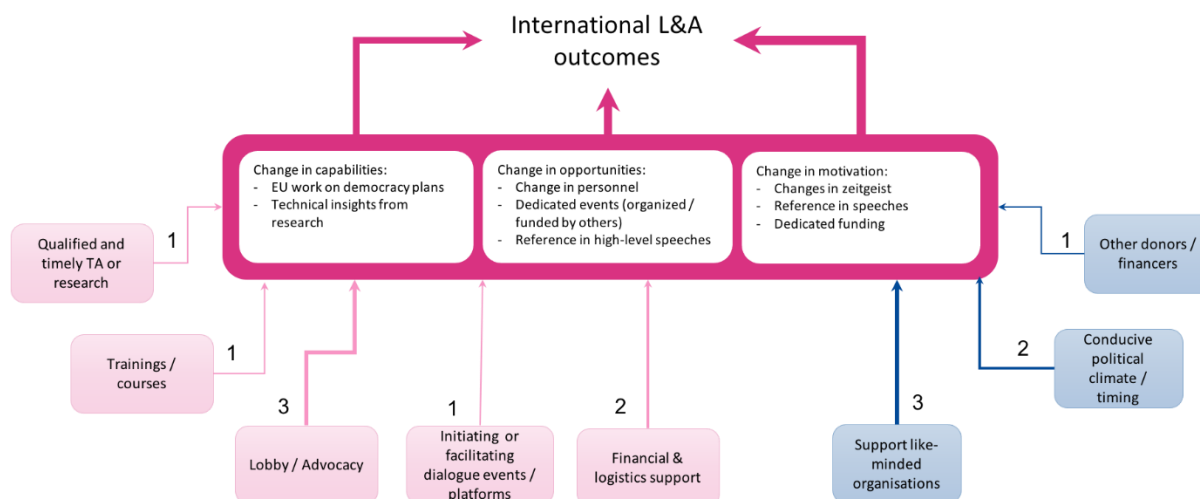 International L&A
outcomes
Change in capabilities:
- EU work on democracy plans
- Technical insights from
research
Change in opportunities:
- Change in personnel
- Dedicated events (organized /
funded by others)
- Reference in high-level speeches
Change in motivation:
- Changes in zeitgeist
- Reference in speeches
- Dedicated funding
1
Qualified and
timely TA or
research
1
Other donors /
financers
1
Trainings /
courses
2
Conducive
political
climate /
timing
3
Lobby / Advocacy
1
Initiating or
facilitating
dialogue events /
platforms
2
Financial &
logistics support
3
Support like-
minded
organisations